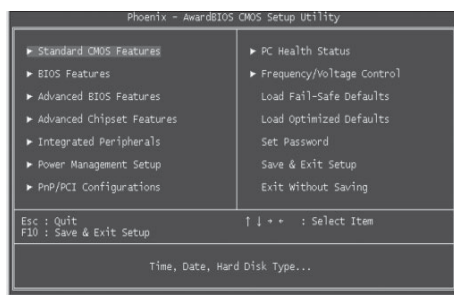 Phoenix - AwardBIOS CMOS Setup Utility
▶ Standard CMOS Features
▶ BIOS Features
▶ Advanced BIOS Features
▶ Advanced Chipset Features
▶ Integrated Peripherals
▶ Power Management Setup
▶ PnP/PCI Configurations
▶ PC Health Status
▶ Frequency/Voltage Control
Load Fail-Safe Defaults
Load Optimized Defaults
Set Password
Save & Exit Setup
Exit Without Saving
Esc : Quit
F10 : Save & Exit Setup
↑ ↓ → ← : Select Item
Time, Date, Hard Disk Type...